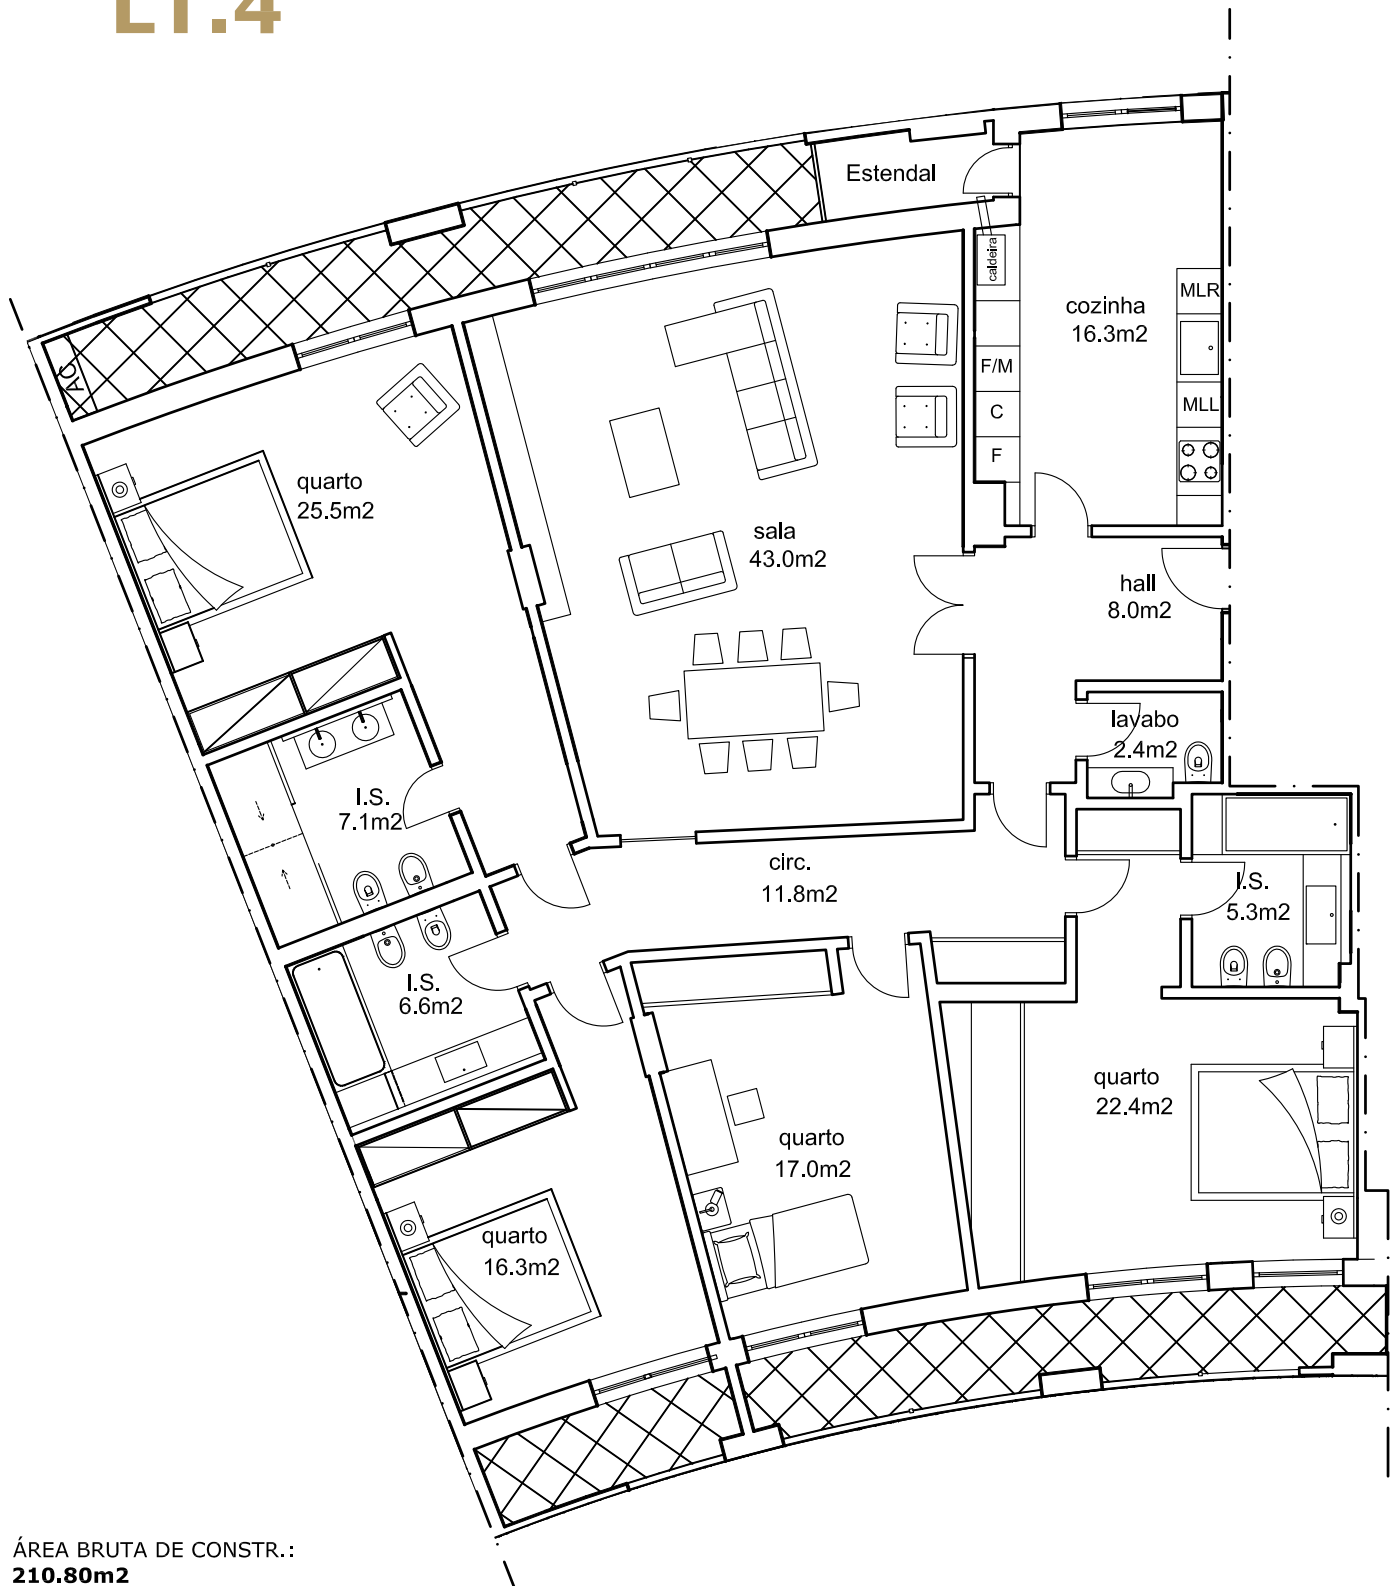 LT.4
Estendal
caldeira
cozinha
16.3m2
MLR
F/M
C
F
MLL
AC
quarto
25.5m2
sala
43.0m2
hall
8.0m2
lavabo
2.4m2
I.S.
7.1m2
circ.
11.8m2
I.S.
5.3m2
I.S.
6.6m2
quarto
22.4m2
quarto
17.0m2
quarto
16.3m2
ÁREA BRUTA DE CONSTR.:
210.80m2